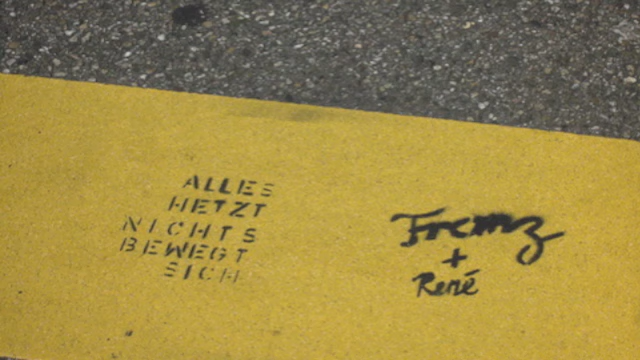 ALLES
HETZT
NICHTS
BEWEGT
SICH
Franz
+
René